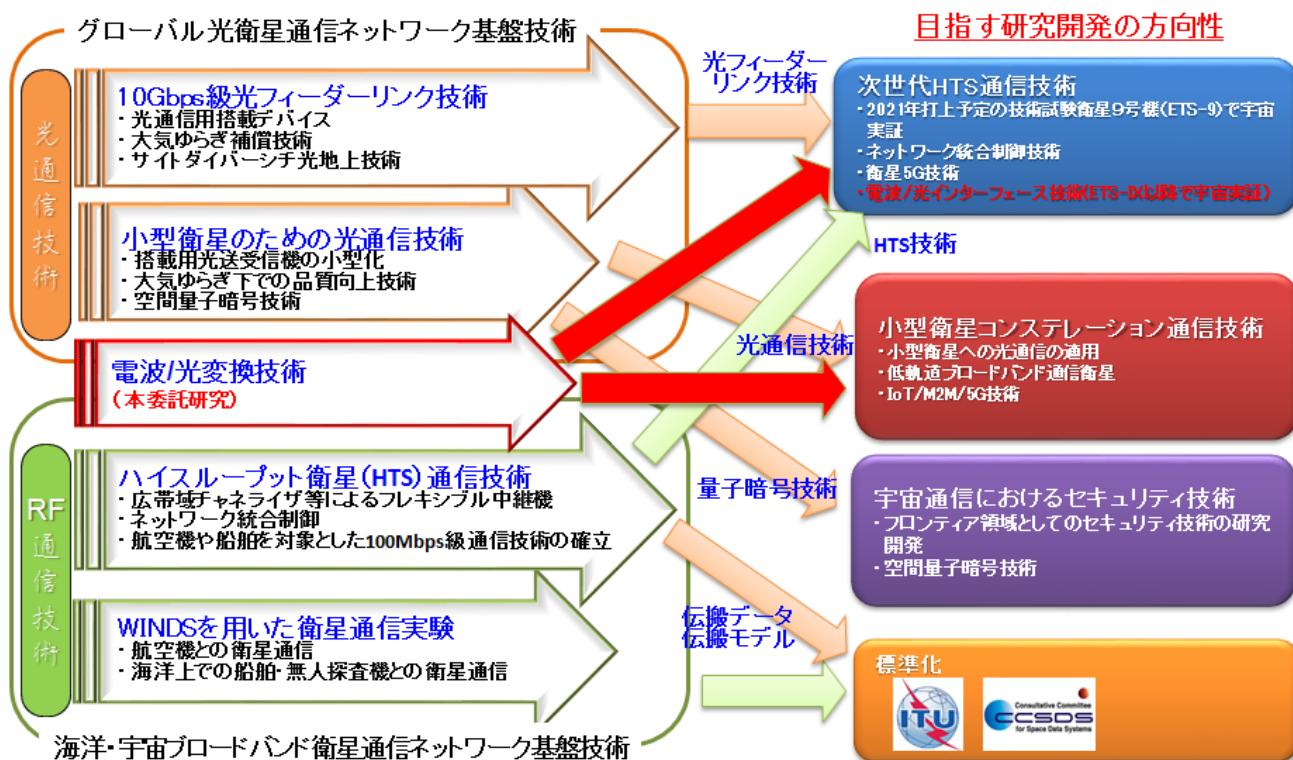 グローバル光衛星通信ネットワーク基盤技術
光通信技術
10Gbps級光フィーダーリンク技術
・光通信用搭載デバイス
・大気ゆらぎ補償技術
・サイトダイバーシチ光地上技術
小型衛星のための光通信技術
・搭載用光送受信機の小型化
・大気ゆらぎ下での品質向上技術
・空間量子暗号技術
電波/光変換技術
(本委託研究)
RF通信技術
ハイスループット衛星(HTS)通信技術
・広帯域チャネライザ等によるフレキシブル中継機
・ネットワーク統合制御
・航空機や船舶を対象とした100Mbps級通信技術の確立
WINDSを用いた衛星通信実験
・航空機との衛星通信
・海洋上での船舶・無人探査機との衛星通信
海洋・宇宙ブロードバンド衛星通信ネットワーク基盤技術
光フィーダー
リンク技術
HTS技術
光通信技術
量子暗号技術
伝搬データ
伝搬モデル
目指す研究開発の方向性
次世代HTS通信技術
・2021年打上予定の技術試験衛星9号機(ETS-9)で宇宙
実証
・ネットワーク統合制御技術
・衛星5G技術
・電波/光インターフェース技術(ETS-IX以降で宇宙実証)
小型衛星コンステレーション通信技術
・小型衛星への光通信の適用
・低軌道ブロードバンド通信衛星
・IoT/M2M/5G技術
宇宙通信におけるセキュリティ技術
・フロンティア領域としてのセキュリティ技術の研究
開発
・空間量子暗号技術
標準化
ITU
Consultative Committee
CCSDS
for Space Data Systems